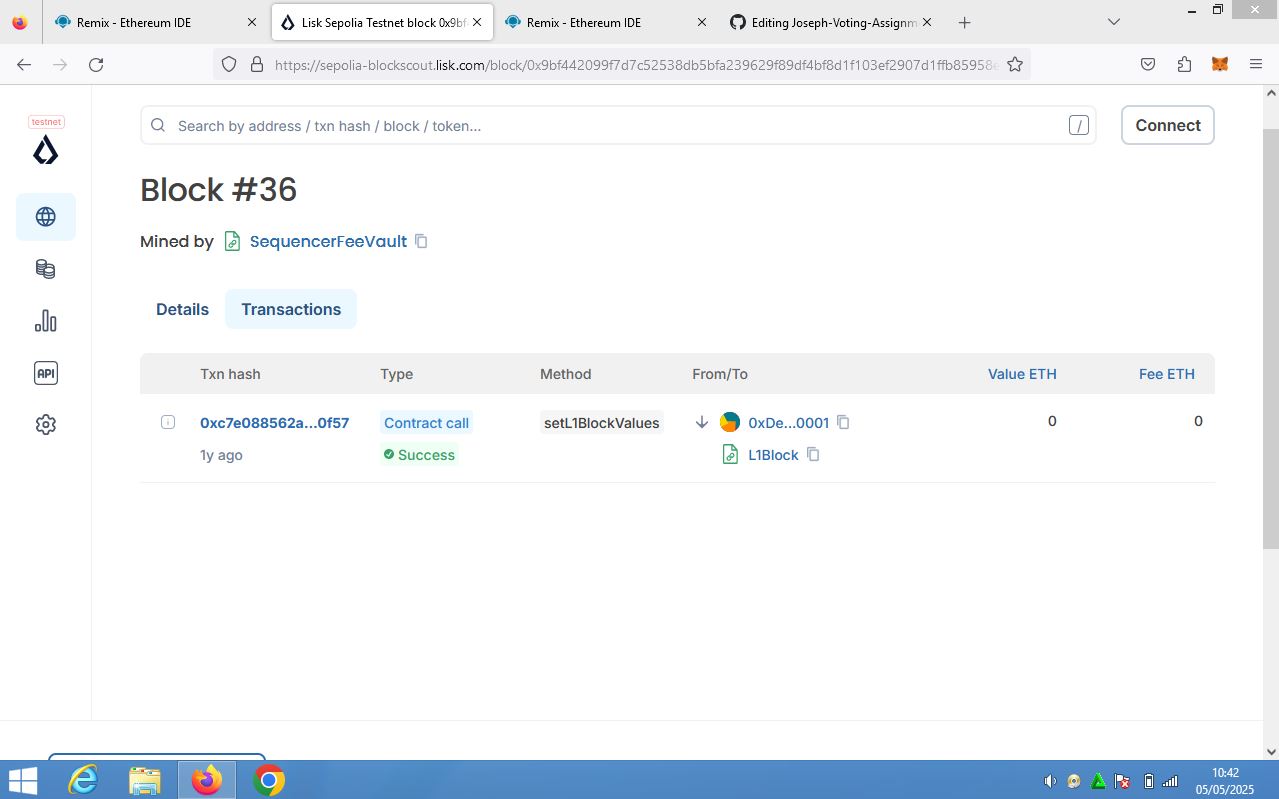 Remix - Ethereum IDE
Lisk Sepolia Testnet block 0x9bf
Remix - Ethereum IDE
Editing Joseph-Voting-Assignm
https://sepolia-blockscout.lisk.com/block/0x9bf442099f7d7c52538db5bfa239629f89df4bf8d1f103ef2907d1ffb85958e
testnet
Search by address / txn hash / block / token...
/
Connect
Block #36
Mined by SequencerFeeVault
API
Details
Transactions
Txn hash Type Method From/To Value ETH Fee ETH
0xc7e088562a...0f57 Contract call setL1BlockValues 0xDe...0001 0 0
1y ago Success L1Block
10:42
05/05/2025